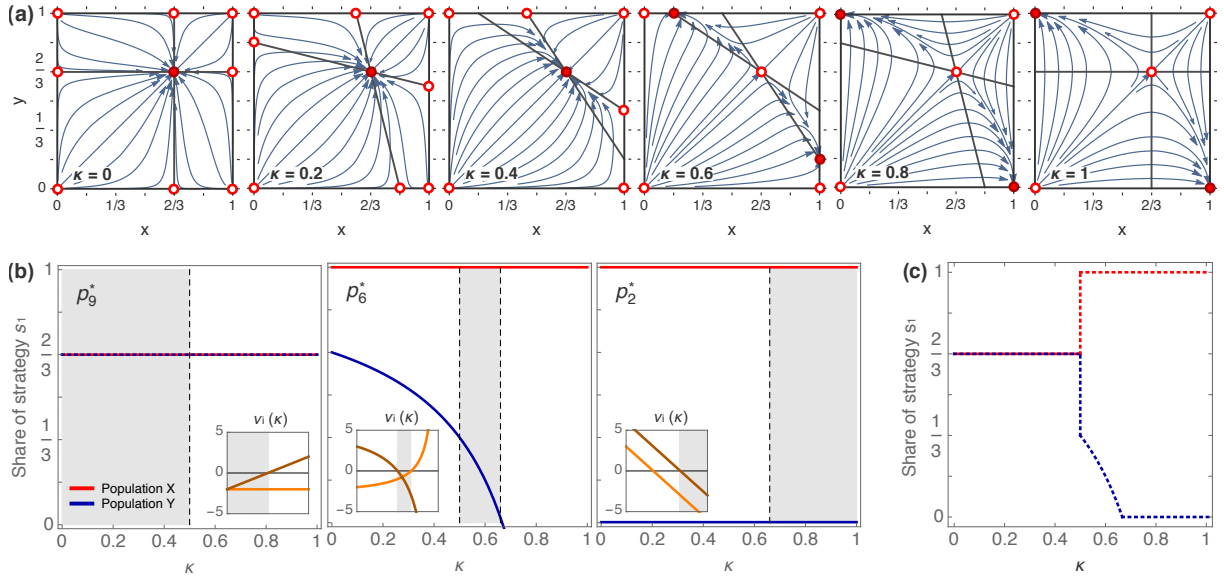 (a)
1
2
3
y
1
3
0
κ = 0
κ = 0.2
κ = 0.4
κ = 0.6
κ = 0.8
κ = 1
0 1/3 2/3 1
0 1/3 2/3 1
0 1/3 2/3 1
0 1/3 2/3 1
0 1/3 2/3 1
0 1/3 2/3 1
x x x x x x
(b)
Share of strategy s1
1
2
3
1
3
0
p*9
vi (κ)
5
0
−5
Population X
Population Y
0 0.2 0.4 0.6 0.8 1
κ
p*6
vi (κ)
5
0
−5
0 0.2 0.4 0.6 0.8 1
κ
p*2
vi (κ)
5
0
−5
0 0.2 0.4 0.6 0.8 1
κ
(c)
Share of strategy s1
1
2
3
1
3
0
0 0.2 0.4 0.6 0.8 1
κ